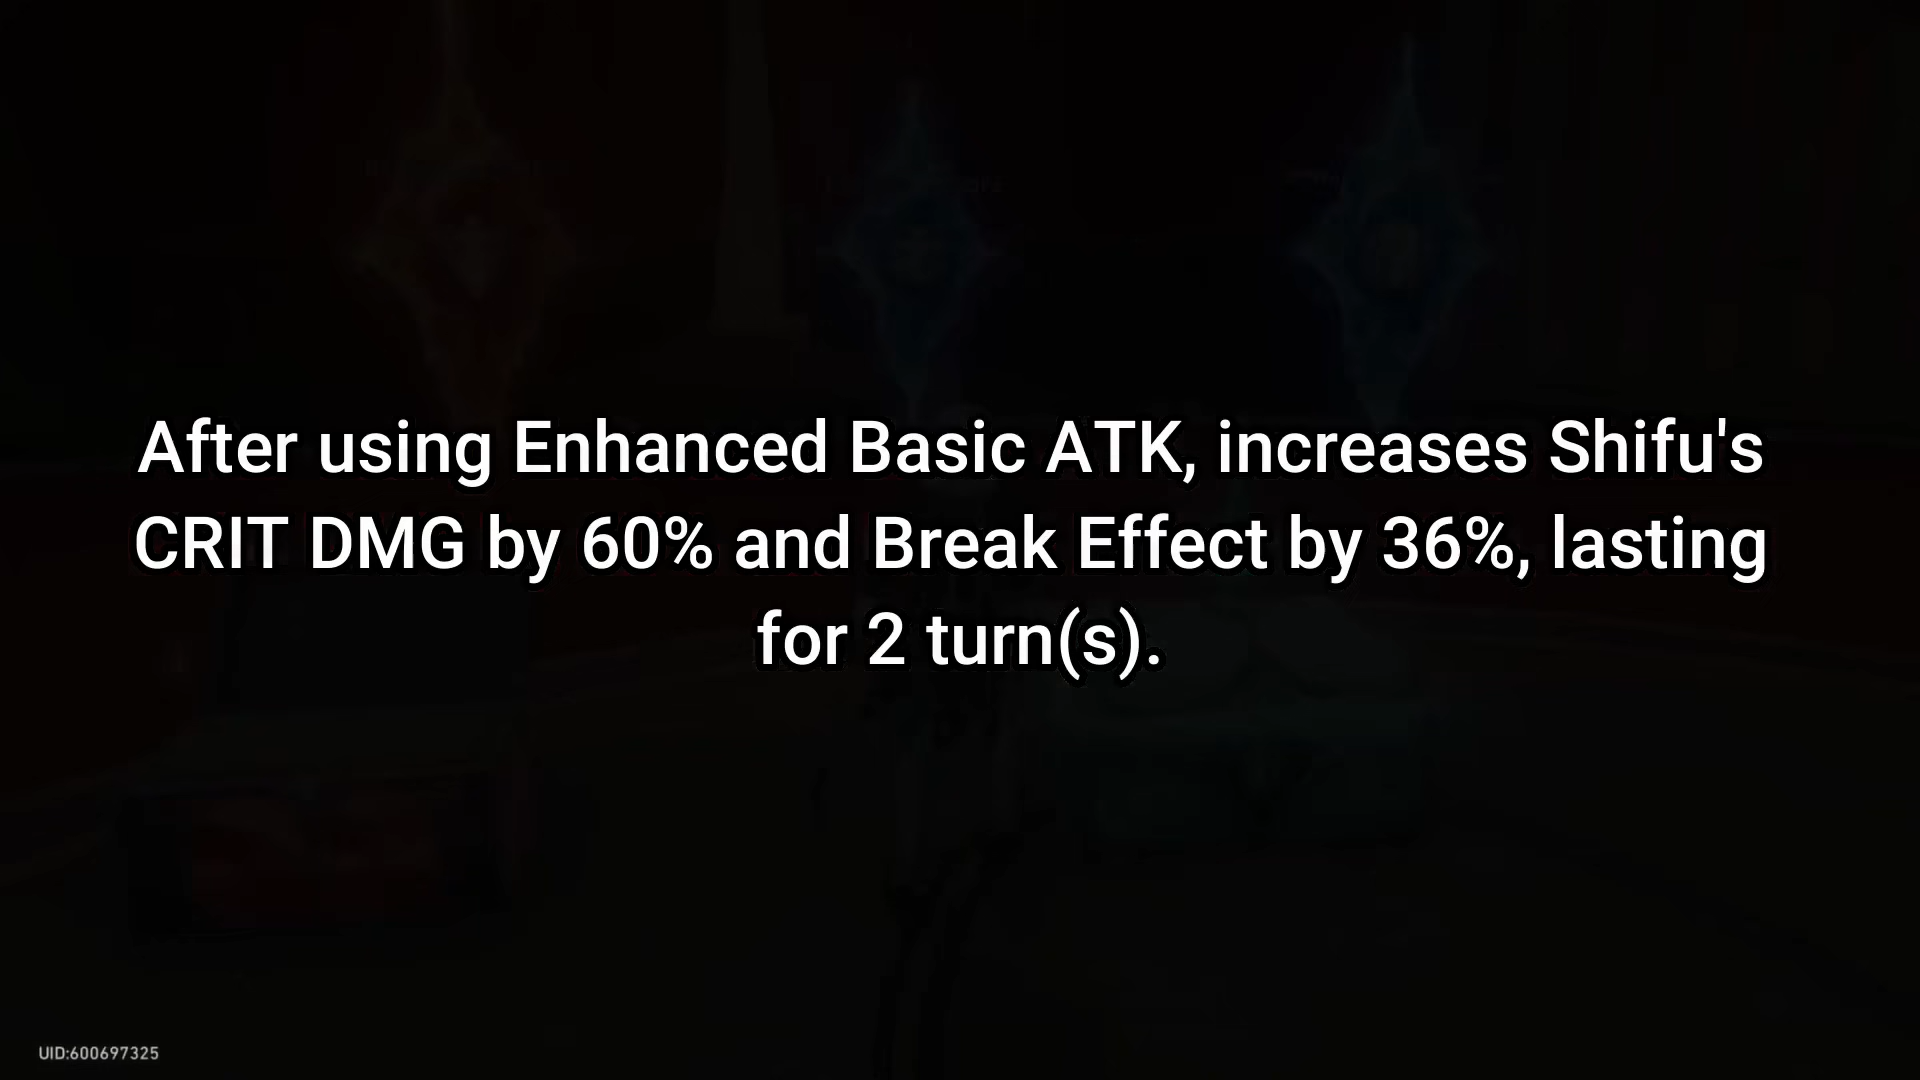 After using Enhanced Basic ATK, increases Shifu's
CRIT DMG by 60% and Break Effect by 36%, lasting
for 2 turn(s).
UID:600697325